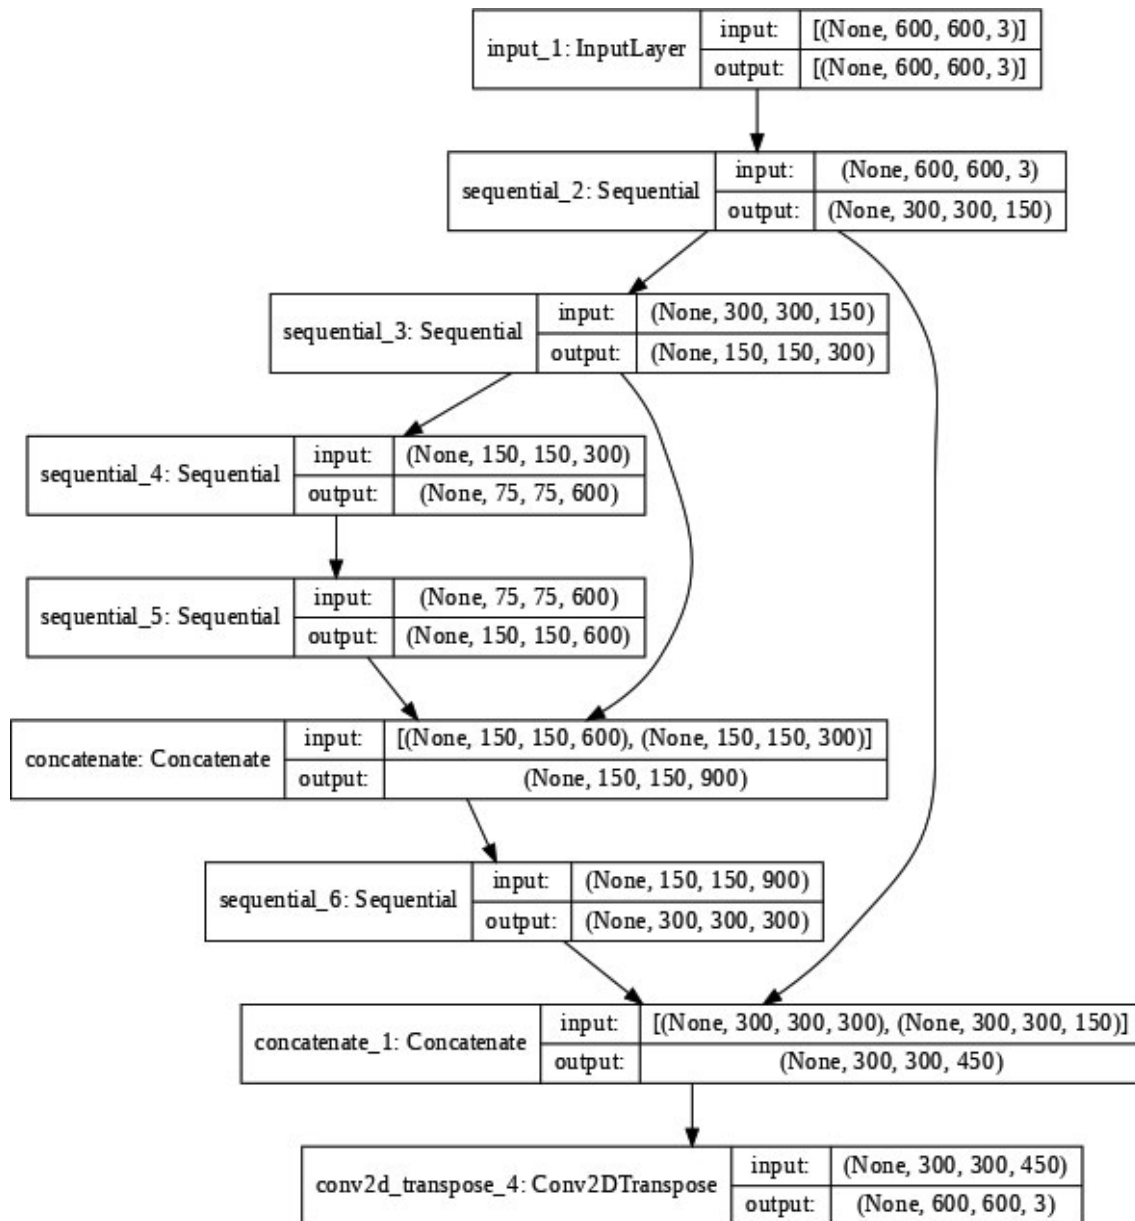 input_1: InputLayer
input:
[(None, 600, 600, 3)]
output:
[(None, 600, 600, 3)]
sequential_2: Sequential
input:
(None, 600, 600, 3)
output:
(None, 300, 300, 150)
sequential_3: Sequential
input:
(None, 300, 300, 150)
output:
(None, 150, 150, 300)
sequential_4: Sequential
input:
(None, 150, 150, 300)
output:
(None, 75, 75, 600)
sequential_5: Sequential
input:
(None, 75, 75, 600)
output:
(None, 150, 150, 600)
concatenate: Concatenate
input:
[(None, 150, 150, 600), (None, 150, 150, 300)]
output:
(None, 150, 150, 900)
sequential_6: Sequential
input:
(None, 150, 150, 900)
output:
(None, 300, 300, 300)
concatenate_1: Concatenate
input:
[(None, 300, 300, 300), (None, 300, 300, 150)]
output:
(None, 300, 300, 450)
conv2d_transpose_4: Conv2DTranspose
input:
(None, 300, 300, 450)
output:
(None, 600, 600, 3)